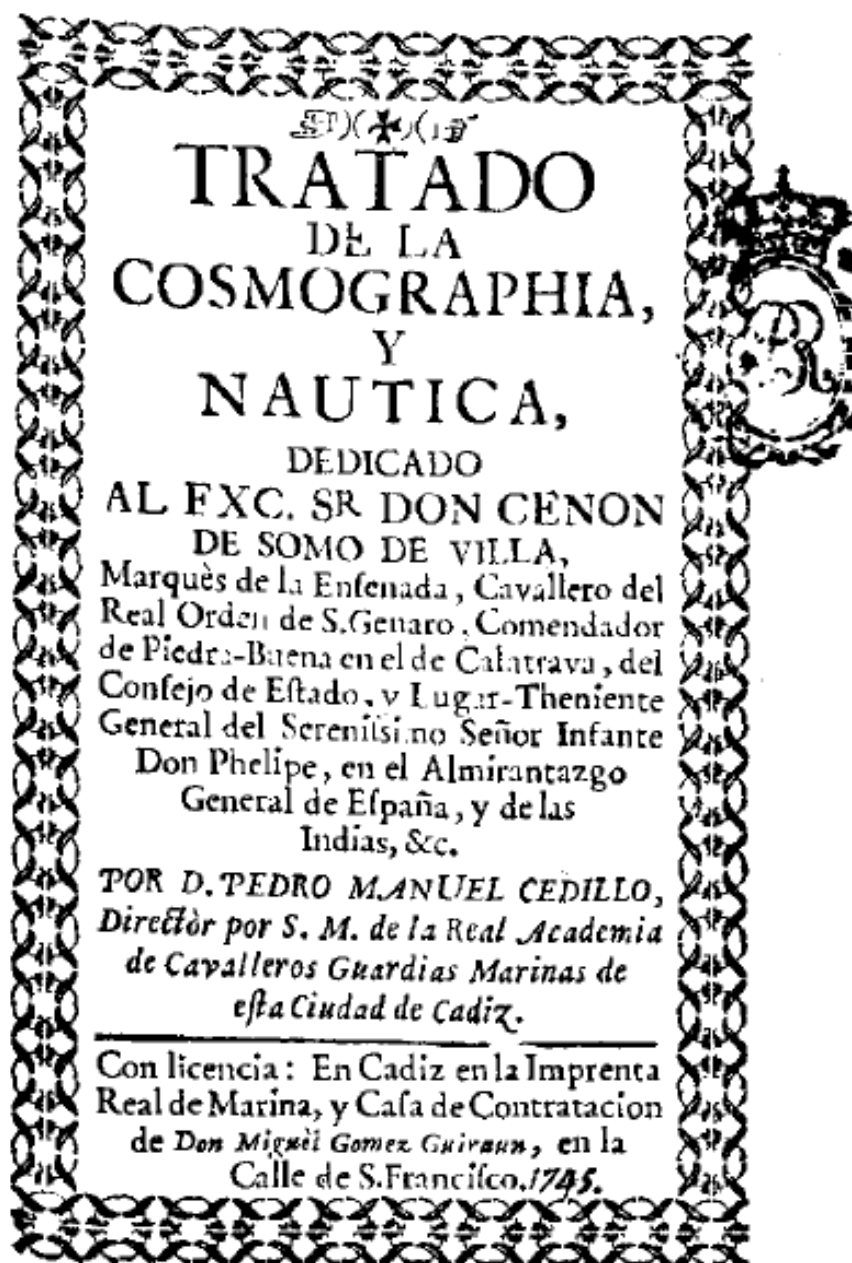 TRATADO
DE LA
COSMOGRAPHIA,
Y
NAUTICA,
DEDICADO
AL EXC. SR DON CENON
DE SOMO DE VILLA,
Marquès de la Enſenada, Cavallero del
Real Orden de S. Genaro, Comendador
de Piedra-Buena en el de Calatrava, del
Conſejo de Eſtado, y Lugar-Theniente
General del Sereniſsimo Señor Infante
Don Phelipe, en el Almirantazgo
General de Eſpaña, y de las
Indias, &c.
POR D. PEDRO MANUEL CEDILLO,
Directòr por S. M. de la Real Academia
de Cavalleros Guardias Marinas de
eſta Ciudad de Cadiz.
Con licencia: En Cadiz en la Imprenta
Real de Marina, y Caſa de Contratacion
de Don Miguèl Gomez Guiraun, en la
Calle de S. Franciſco. 1745.